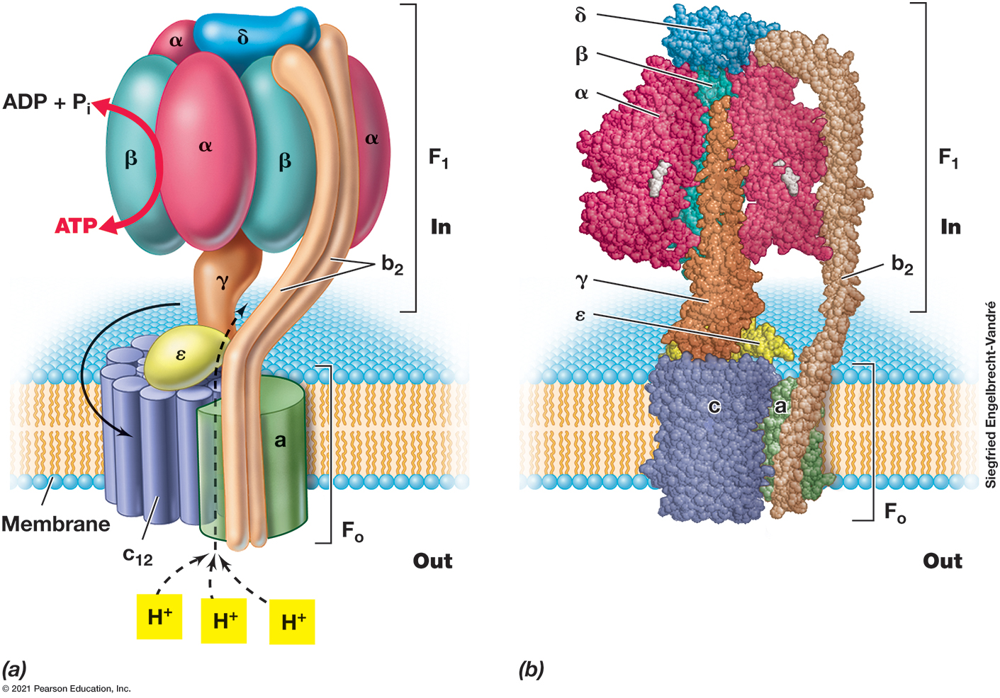 α
δ
ADP + Pᵢ
β
α
β
α
F₁
ATP
In
b₂
γ
ε
a
Membrane
c₁₂
Fₒ
Out
H⁺
H⁺
H⁺
(a)
© 2021 Pearson Education, Inc.
δ
β
α
F₁
In
b₂
γ
ε
c
a
Fₒ
Out
(b)
Siegfried Engelbrecht-Vandré